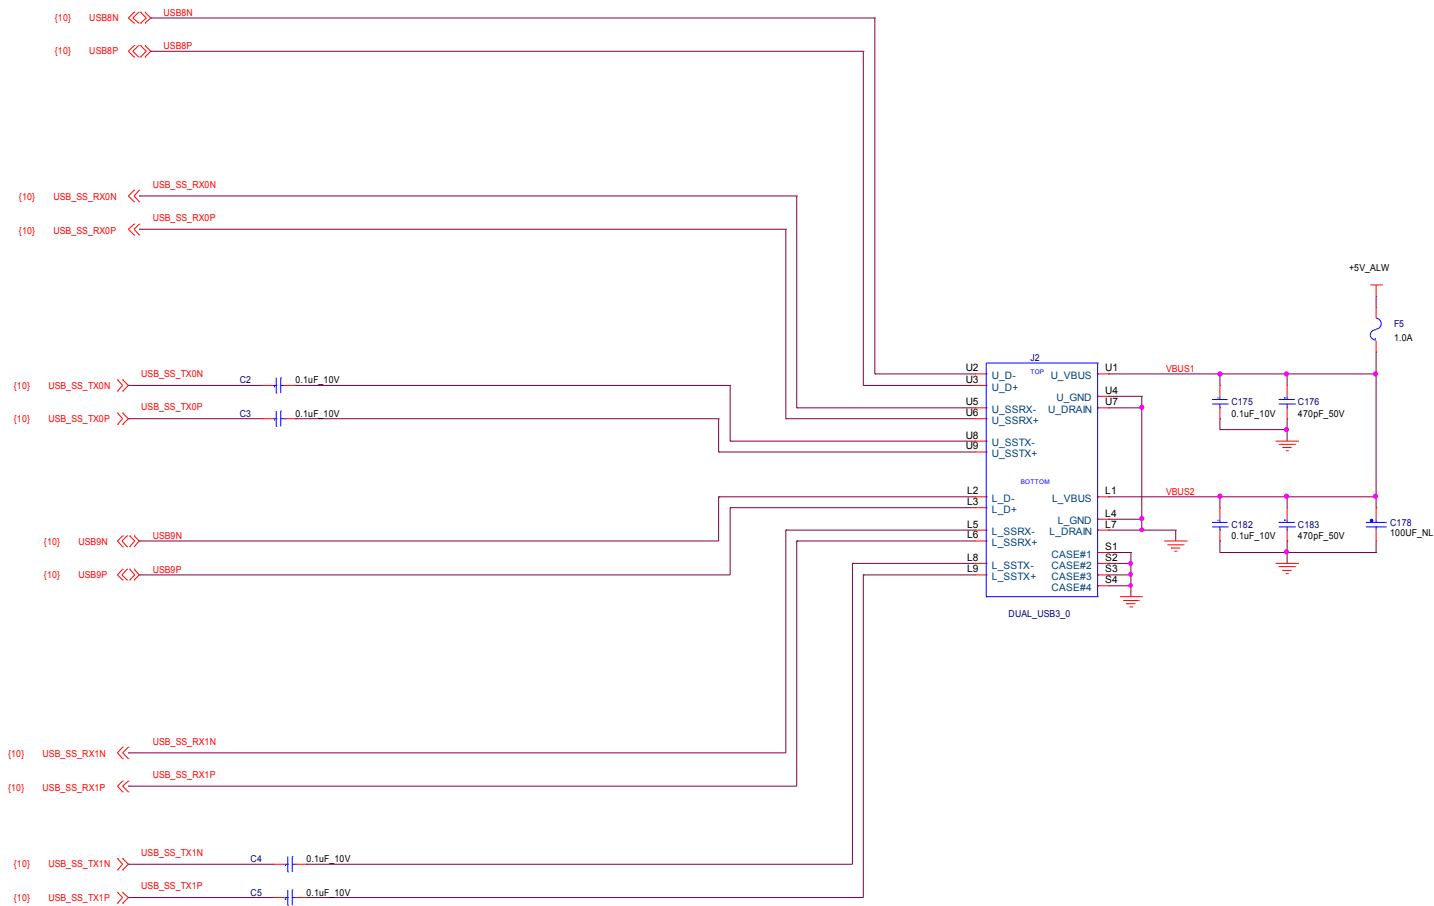 {10} USB8N USB8N
{10} USB8P USB8P
{10} USB_SS_RX0N USB_SS_RX0N
{10} USB_SS_RX0P USB_SS_RX0P
+5V_ALW
F5
1.0A
{10} USB_SS_TX0N USB_SS_TX0N C2 0.1uF_10V
{10} USB_SS_TX0P USB_SS_TX0P C3 0.1uF_10V
J2
TOP
U2 U_D- U_VBUS U1 VBUS1
U3 U_D+
U_GND U4
U5 U_SSRX- U_DRAIN U7
U6 U_SSRX+
U8 U_SSTX-
U9 U_SSTX+
C175
0.1uF_10V
C176
470pF_50V
BOTTOM
L2 L_D- L_VBUS L1 VBUS2
L3 L_D+
L_GND L4
L5 L_SSRX- L_DRAIN L7
L6 L_SSRX+
CASE#1 S1
L8 L_SSTX- CASE#2 S2
L9 L_SSTX+ CASE#3 S3
CASE#4 S4
DUAL_USB3_0
C182
0.1uF_10V
C183
470pF_50V
C178
100UF_NL
{10} USB9N USB9N
{10} USB9P USB9P
{10} USB_SS_RX1N USB_SS_RX1N
{10} USB_SS_RX1P USB_SS_RX1P
{10} USB_SS_TX1N USB_SS_TX1N C4 0.1uF_10V
{10} USB_SS_TX1P USB_SS_TX1P C5 0.1uF_10V